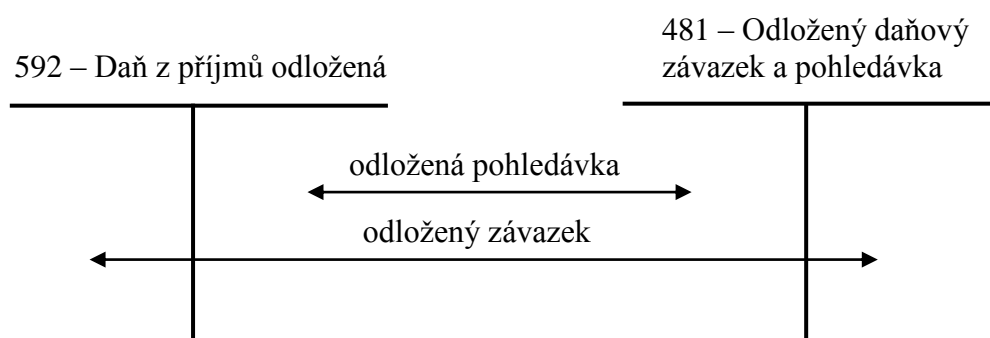 592 – Daň z příjmů odložená
481 – Odložený daňový
závazek a pohledávka
odložená pohledávka
odložený závazek